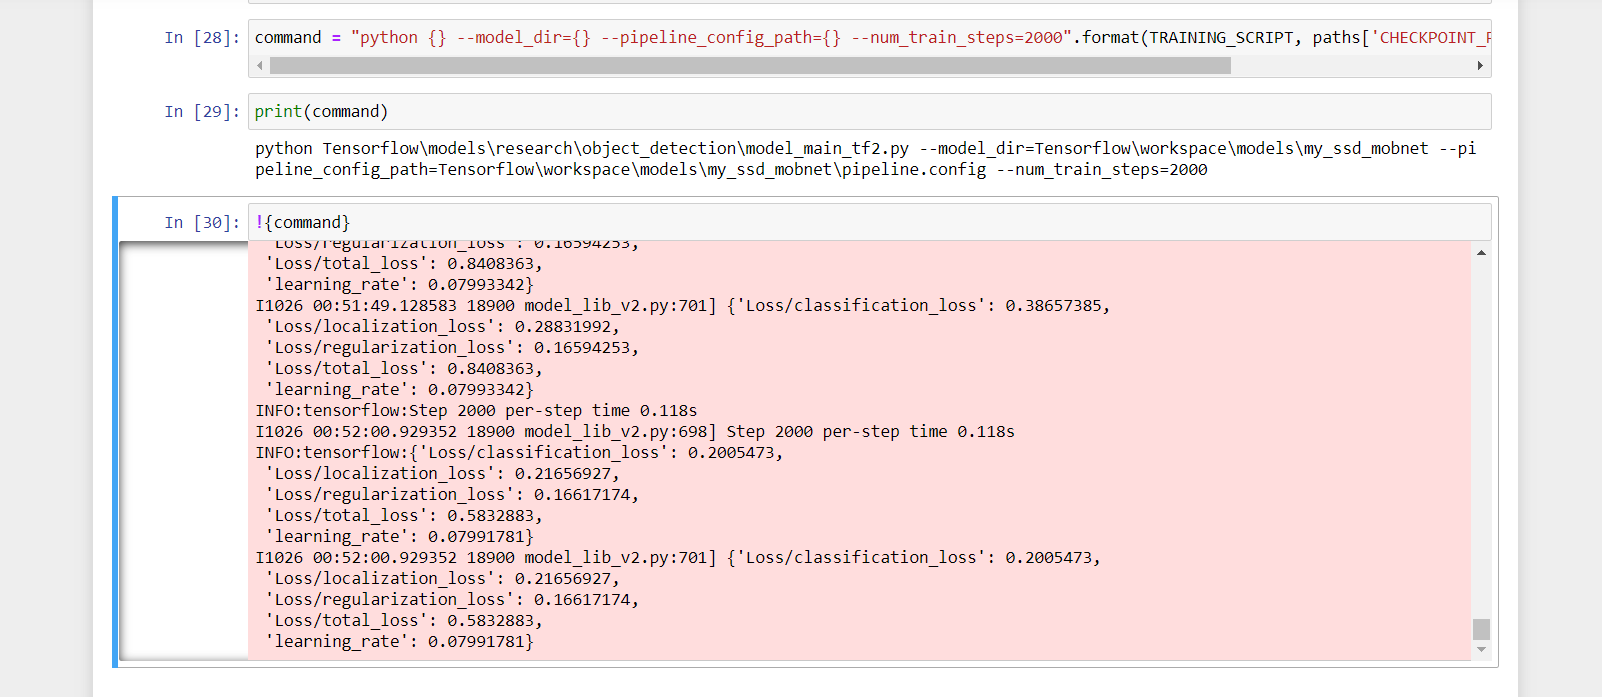 In [28]: command = "python {} --model_dir={} --pipeline_config_path={} --num_train_steps=2000".format(TRAINING_SCRIPT, paths['CHECKPOINT_P
In [29]: print(command)
python Tensorflow\models\research\object_detection\model_main_tf2.py --model_dir=Tensorflow\workspace\models\my_ssd_mobnet --pi
peline_config_path=Tensorflow\workspace\models\my_ssd_mobnet\pipeline.config --num_train_steps=2000
In [30]: !{command}
'Loss/regularization_loss': 0.16594253,
'Loss/total_loss': 0.8408363,
'learning_rate': 0.07993342}
I1026 00:51:49.128583 18900 model_lib_v2.py:701] {'Loss/classification_loss': 0.38657385,
'Loss/localization_loss': 0.28831992,
'Loss/regularization_loss': 0.16594253,
'Loss/total_loss': 0.8408363,
'learning_rate': 0.07993342}
INFO:tensorflow:Step 2000 per-step time 0.118s
I1026 00:52:00.929352 18900 model_lib_v2.py:698] Step 2000 per-step time 0.118s
INFO:tensorflow:{'Loss/classification_loss': 0.2005473,
'Loss/localization_loss': 0.21656927,
'Loss/regularization_loss': 0.16617174,
'Loss/total_loss': 0.5832883,
'learning_rate': 0.07991781}
I1026 00:52:00.929352 18900 model_lib_v2.py:701] {'Loss/classification_loss': 0.2005473,
'Loss/localization_loss': 0.21656927,
'Loss/regularization_loss': 0.16617174,
'Loss/total_loss': 0.5832883,
'learning_rate': 0.07991781}